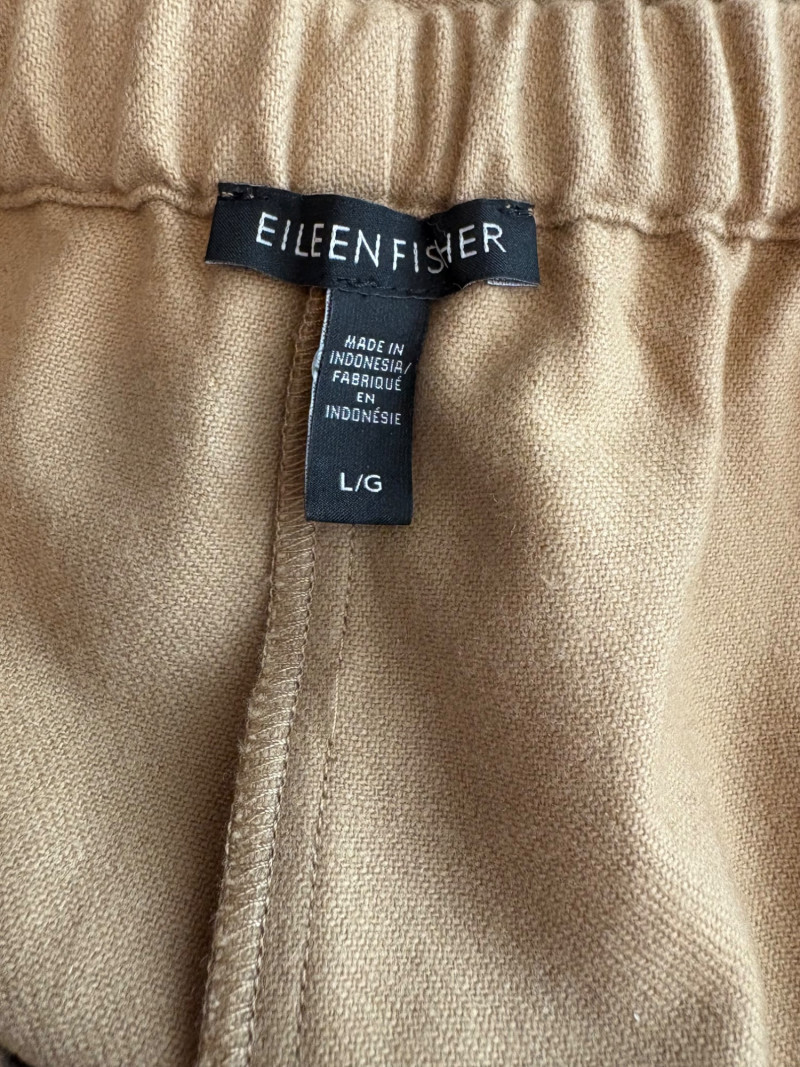 EILEEN FISHER
MADE IN
INDONESIA/
FABRIQUÉ
EN
INDONÉSIE
L/G